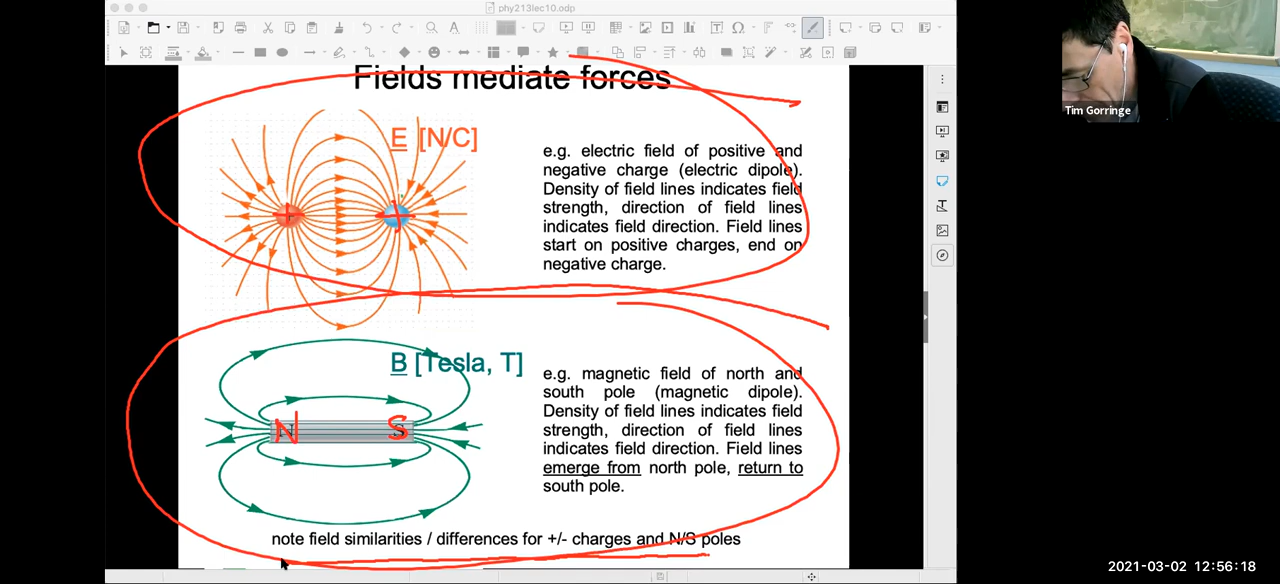 phy213lec10.odp
Fields mediate forces
E [N/C]
e.g. electric field of positive and
negative charge (electric dipole).
Density of field lines indicates field
strength, direction of field lines
indicates field direction. Field lines
start on positive charges, end on
negative charge.
B [Tesla, T]
e.g. magnetic field of north and
south pole (magnetic dipole).
Density of field lines indicates field
strength, direction of field lines
indicates field direction. Field lines
emerge from north pole, return to
south pole.
N S
note field similarities / differences for +/- charges and N/S poles
Tim Gorringe
2021-03-02 12:56:18